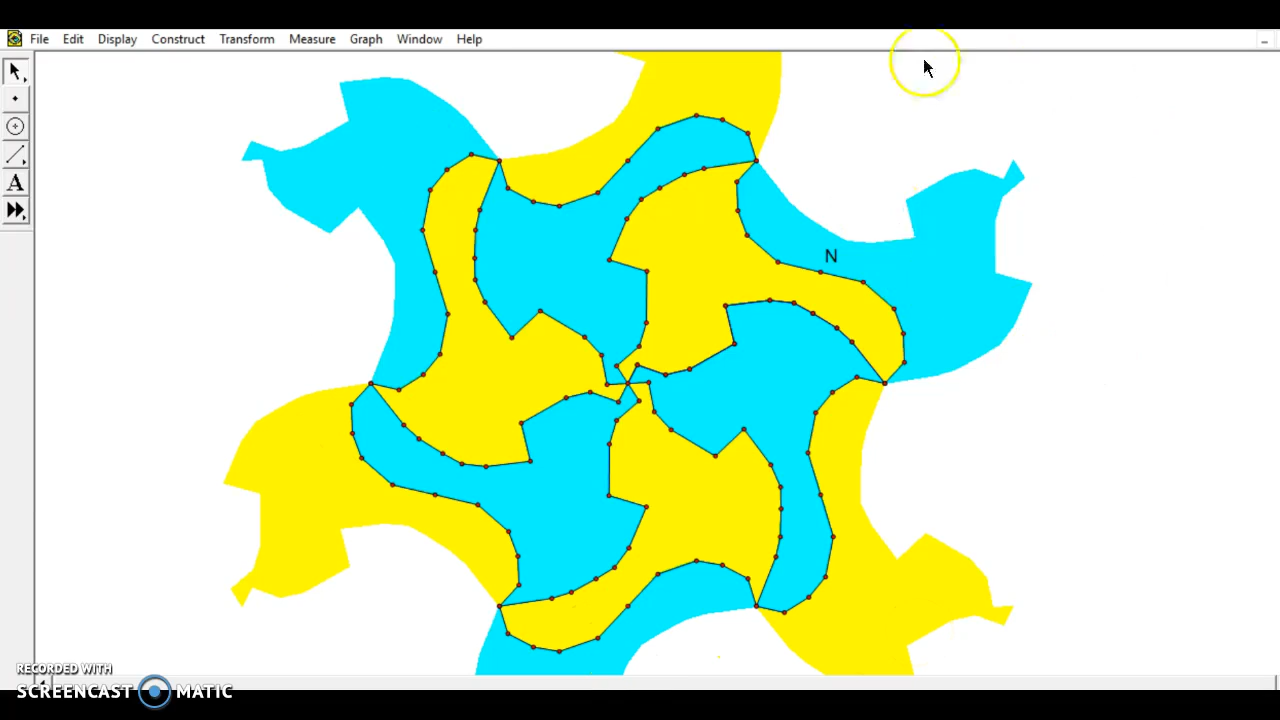 File Edit Display Construct Transform Measure Graph Window Help
A
N
RECORDED WITH
SCREENCAST MATIC